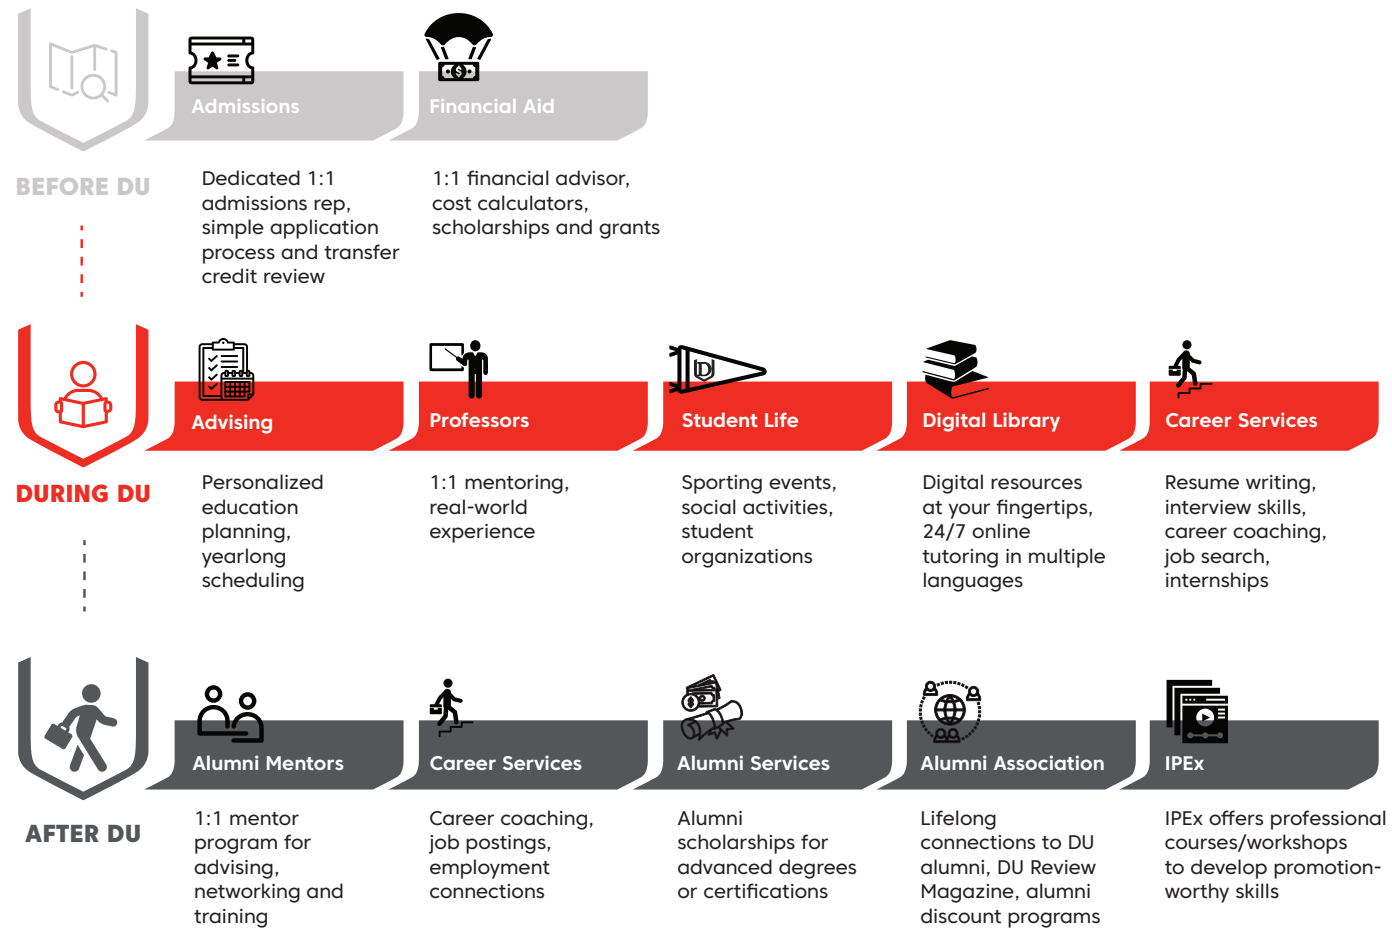 Admissions
Financial Aid
BEFORE DU
Dedicated 1:1
admissions rep,
simple application
process and transfer
credit review
1:1 financial advisor,
cost calculators,
scholarships and grants
Advising
Professors
Student Life
Digital Library
Career Services
DURING DU
Personalized
education
planning,
yearlong
scheduling
1:1 mentoring,
real-world
experience
Sporting events,
social activities,
student
organizations
Digital resources
at your fingertips,
24/7 online
tutoring in multiple
languages
Resume writing,
interview skills,
career coaching,
job search,
internships
Alumni Mentors
Career Services
Alumni Services
Alumni Association
IPEx
AFTER DU
1:1 mentor
program for
advising,
networking and
training
Career coaching,
job postings,
employment
connections
Alumni
scholarships for
advanced degrees
or certifications
Lifelong
connections to DU
alumni, DU Review
Magazine, alumni
discount programs
IPEx offers professional
courses/workshops
to develop promotion-
worthy skills